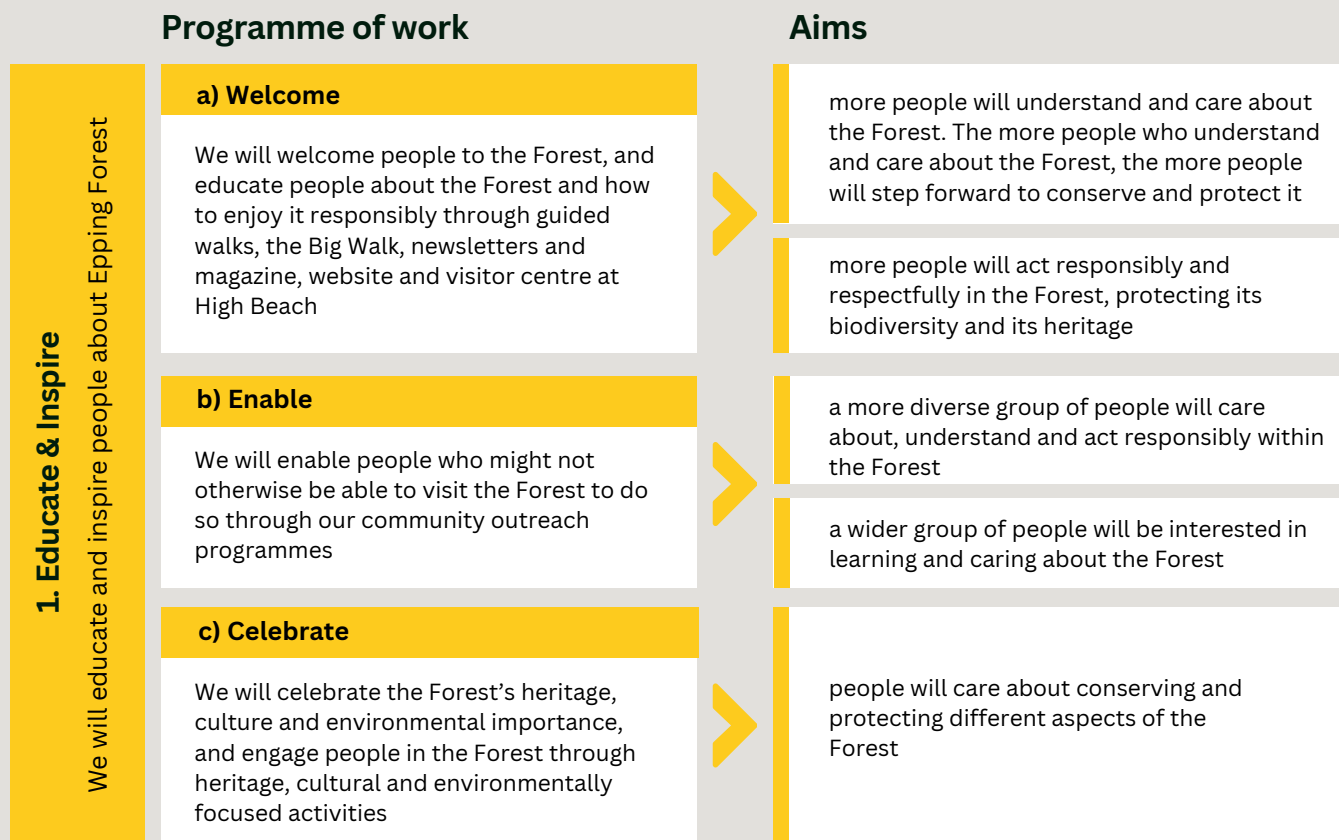 Programme of work
Aims
1. Educate & Inspire
We will educate and inspire people about Epping Forest
a) Welcome
We will welcome people to the Forest, and
educate people about the Forest and how
to enjoy it responsibly through guided
walks, the Big Walk, newsletters and
magazine, website and visitor centre at
High Beach
more people will understand and care about
the Forest. The more people who understand
and care about the Forest, the more people
will step forward to conserve and protect it
more people will act responsibly and
respectfully in the Forest, protecting its
biodiversity and its heritage
b) Enable
We will enable people who might not
otherwise be able to visit the Forest to do
so through our community outreach
programmes
a more diverse group of people will care
about, understand and act responsibly within
the Forest
a wider group of people will be interested in
learning and caring about the Forest
c) Celebrate
We will celebrate the Forest’s heritage,
culture and environmental importance,
and engage people in the Forest through
heritage, cultural and environmentally
focused activities
people will care about conserving and
protecting different aspects of the
Forest